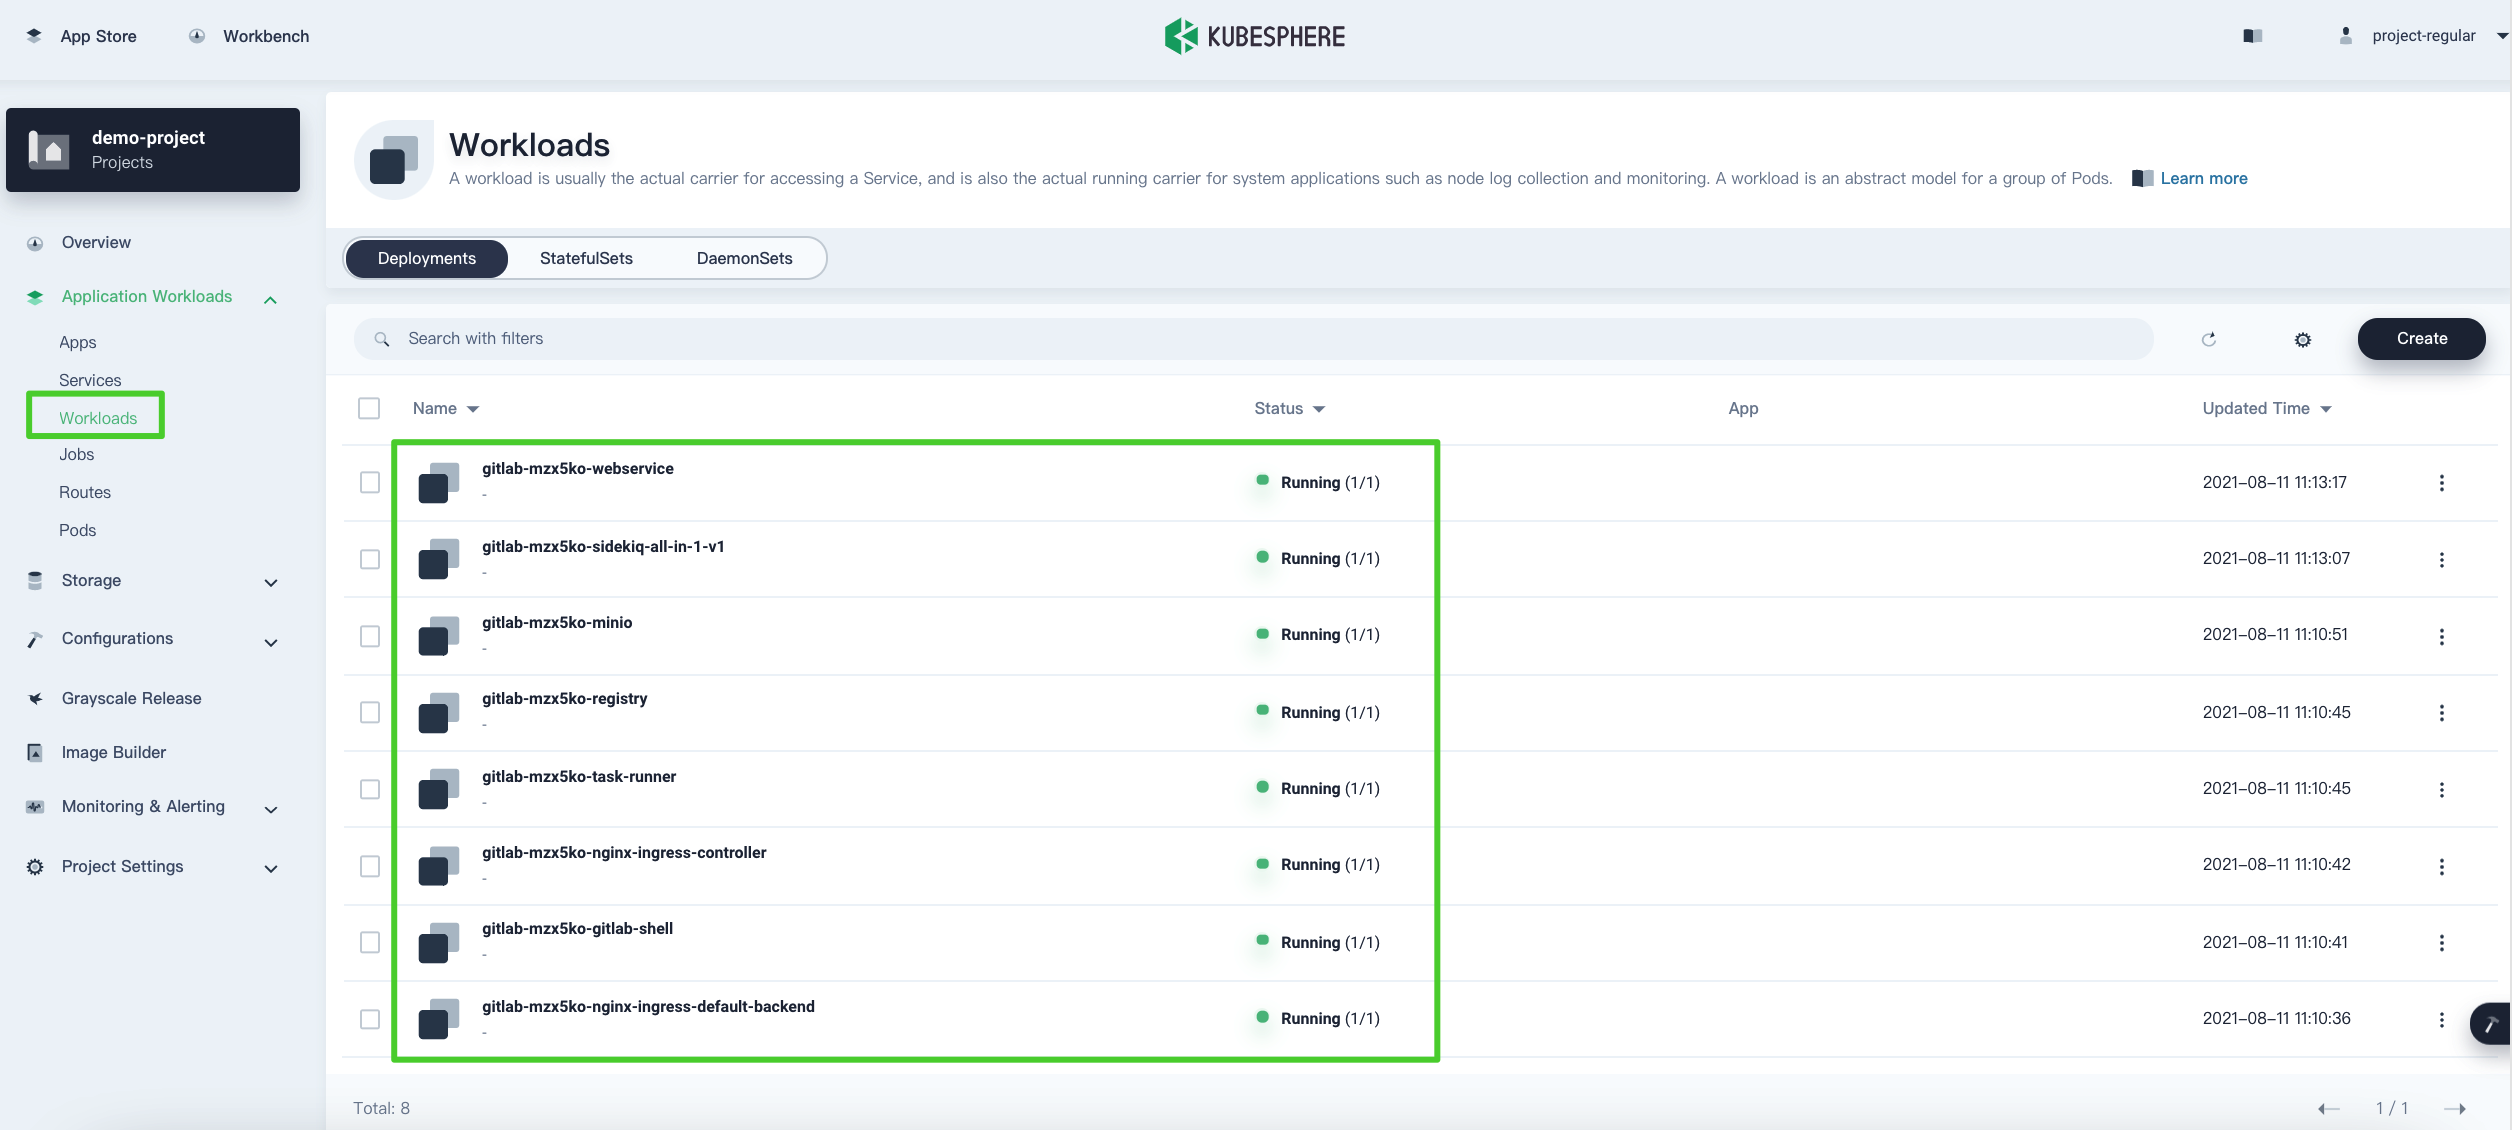 App Store
Workbench
KUBESPHERE
project-regular
demo-project
Projects
Overview
Application Workloads
Apps
Services
Workloads
Jobs
Routes
Pods
Storage
Configurations
Grayscale Release
Image Builder
Monitoring & Alerting
Project Settings
Workloads
A workload is usually the actual carrier for accessing a Service, and is also the actual running carrier for system applications such as node log collection and monitoring. A workload is an abstract model for a group of Pods. Learn more
Deployments StatefulSets DaemonSets
Search with filters
Create
Name Status App Updated Time
gitlab-mzx5ko-webservice
-
Running (1/1)
2021-08-11 11:13:17
gitlab-mzx5ko-sidekiq-all-in-1-v1
-
Running (1/1)
2021-08-11 11:13:07
gitlab-mzx5ko-minio
-
Running (1/1)
2021-08-11 11:10:51
gitlab-mzx5ko-registry
-
Running (1/1)
2021-08-11 11:10:45
gitlab-mzx5ko-task-runner
-
Running (1/1)
2021-08-11 11:10:45
gitlab-mzx5ko-nginx-ingress-controller
-
Running (1/1)
2021-08-11 11:10:42
gitlab-mzx5ko-gitlab-shell
-
Running (1/1)
2021-08-11 11:10:41
gitlab-mzx5ko-nginx-ingress-default-backend
-
Running (1/1)
2021-08-11 11:10:36
Total: 8
1 / 1